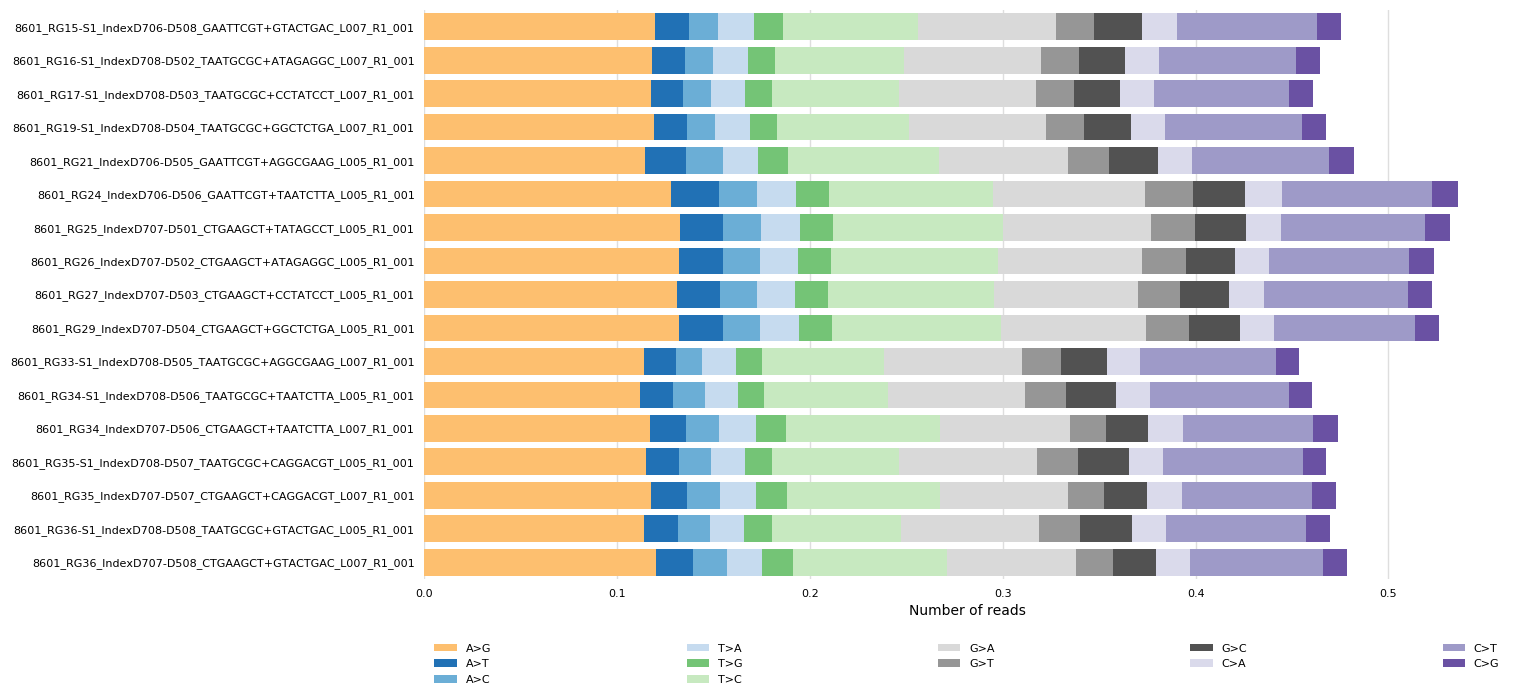 8601_RG15-S1_IndexD706-D508_GAATTCGT+GTACTGAC_L007_R1_001
8601_RG16-S1_IndexD708-D502_TAATGCGC+ATAGAGGC_L007_R1_001
8601_RG17-S1_IndexD708-D503_TAATGCGC+CCTATCCT_L007_R1_001
8601_RG19-S1_IndexD708-D504_TAATGCGC+GGCTCTGA_L007_R1_001
8601_RG21_IndexD706-D505_GAATTCGT+AGGCGAAG_L005_R1_001
8601_RG24_IndexD706-D506_GAATTCGT+TAATCTTA_L005_R1_001
8601_RG25_IndexD707-D501_CTGAAGCT+TATAGCCT_L005_R1_001
8601_RG26_IndexD707-D502_CTGAAGCT+ATAGAGGC_L005_R1_001
8601_RG27_IndexD707-D503_CTGAAGCT+CCTATCCT_L005_R1_001
8601_RG29_IndexD707-D504_CTGAAGCT+GGCTCTGA_L005_R1_001
8601_RG33-S1_IndexD708-D505_TAATGCGC+AGGCGAAG_L007_R1_001
8601_RG34-S1_IndexD708-D506_TAATGCGC+TAATCTTA_L005_R1_001
8601_RG34_IndexD707-D506_CTGAAGCT+TAATCTTA_L007_R1_001
8601_RG35-S1_IndexD708-D507_TAATGCGC+CAGGACGT_L005_R1_001
8601_RG35_IndexD707-D507_CTGAAGCT+CAGGACGT_L007_R1_001
8601_RG36-S1_IndexD708-D508_TAATGCGC+GTACTGAC_L005_R1_001
8601_RG36_IndexD707-D508_CTGAAGCT+GTACTGAC_L007_R1_001
0.0 0.1 0.2 0.3 0.4 0.5
Number of reads
A>G T>A G>A G>C C>T
A>T T>G G>T C>A C>G
A>C T>C